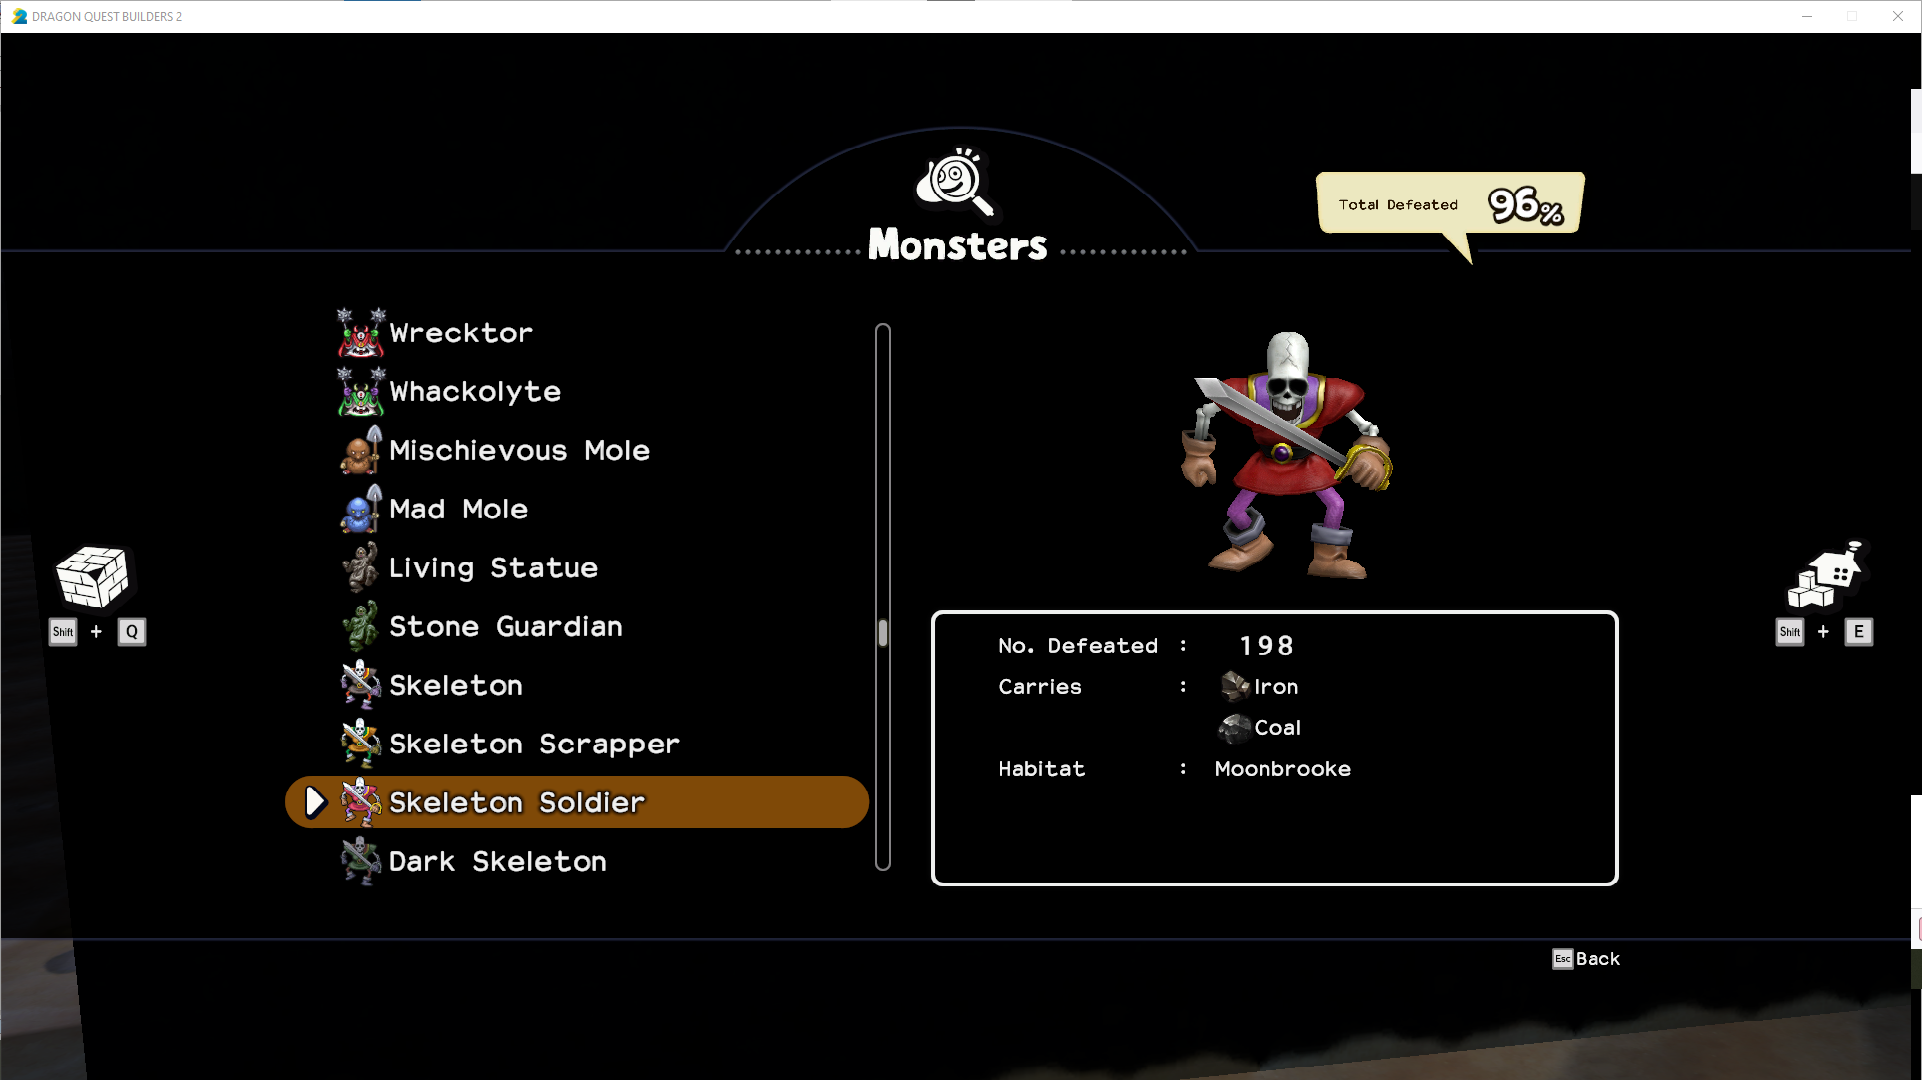 DRAGON QUEST BUILDERS 2
Total Defeated 96%
Monsters
Wrecktor
Whackolyte
Mischievous Mole
Mad Mole
Living Statue
Stone Guardian
Skeleton
Skeleton Scrapper
Skeleton Soldier
Dark Skeleton
Shift + Q
No. Defeated : 198
Carries : Iron
Coal
Habitat : Moonbrooke
Shift + E
Esc Back